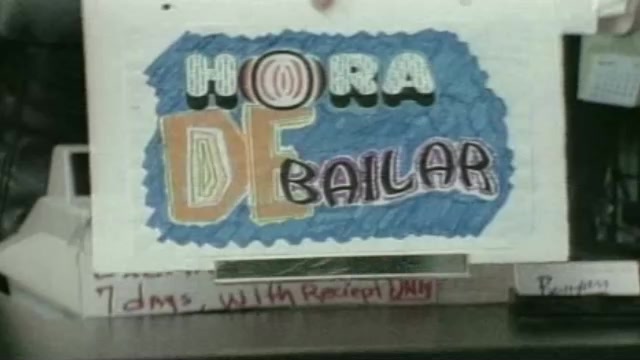 HORA
DE
BAILAR
7 days, with Reciept ONLY